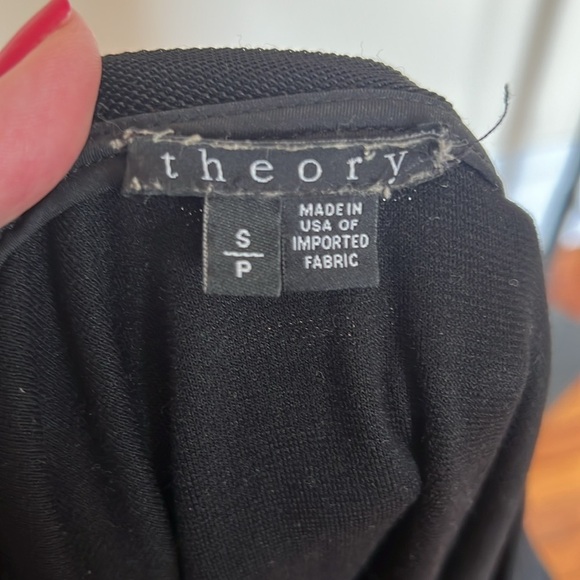 theory
S
P
MADE IN
USA OF
IMPORTED
FABRIC